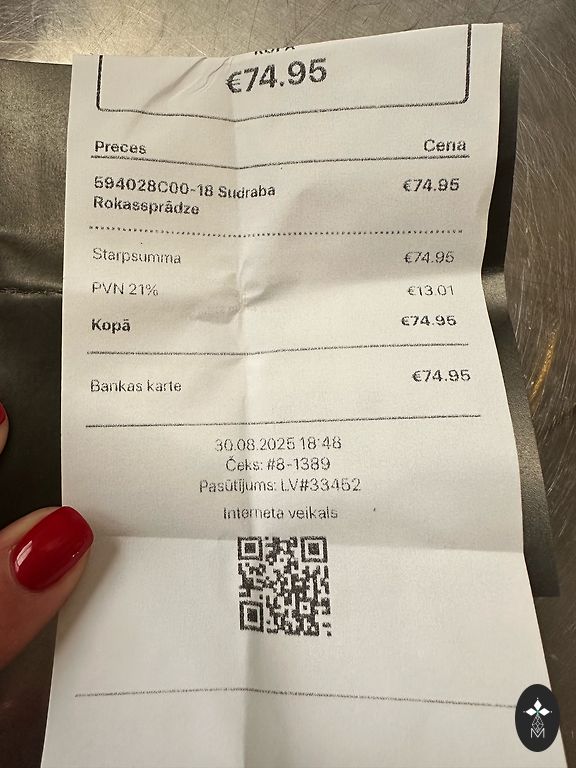 KOPĀ
€74.95
Preces Cena
594028C00-18 Sudraba €74.95
Rokassprādze
Starpsumma €74.95
PVN 21% €13.01
Kopā €74.95
Bankas karte €74.95
30.08.2025 18:48
Čeks: #8-1389
Pasūtījums: LV#33452
Interneta veikals
M